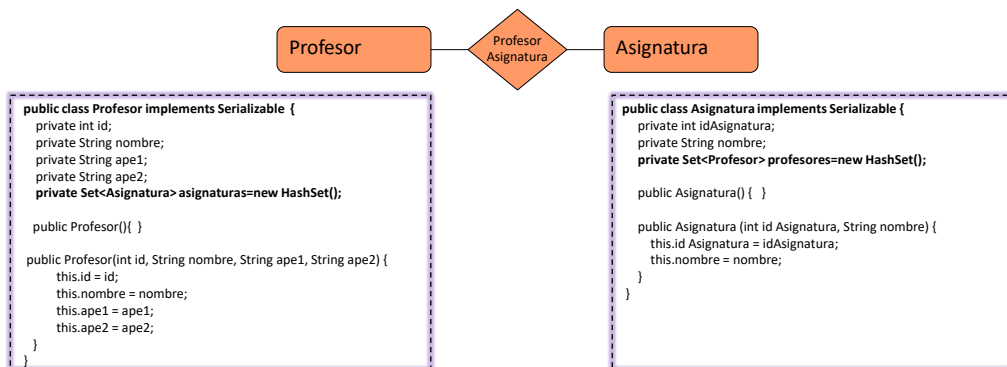 Profesor
Profesor
Asignatura
Asignatura
public class Profesor implements Serializable {
private int id;
private String nombre;
private String ape1;
private String ape2;
private Set<Asignatura> asignaturas=new HashSet();
public Profesor(){ }
public Profesor(int id, String nombre, String ape1, String ape2) {
this.id = id;
this.nombre = nombre;
this.ape1 = ape1;
this.ape2 = ape2;
}
}
public class Asignatura implements Serializable {
private int idAsignatura;
private String nombre;
private Set<Profesor> profesores=new HashSet();
public Asignatura() { }
public Asignatura (int id Asignatura, String nombre) {
this.id Asignatura = idAsignatura;
this.nombre = nombre;
}
}